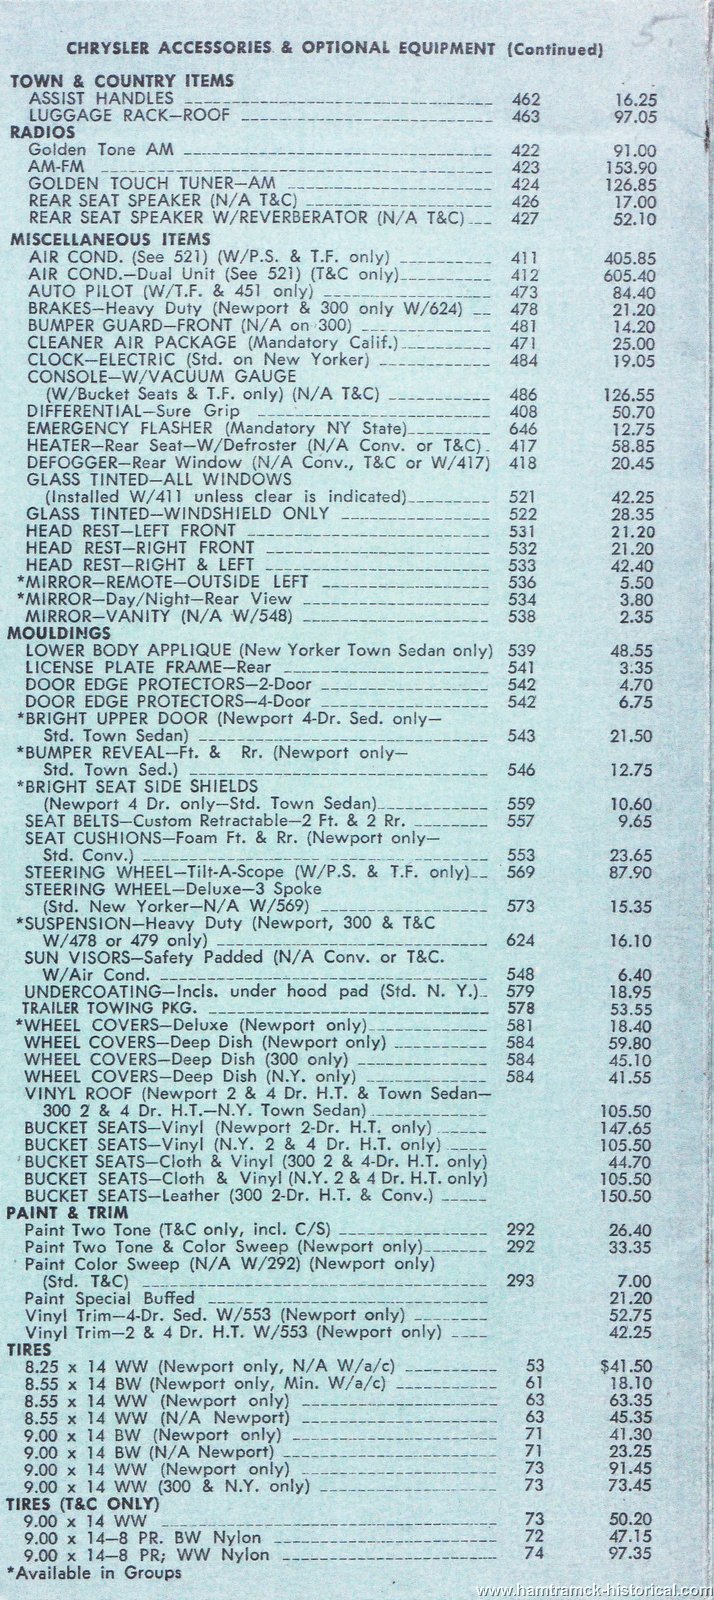 5.
CHRYSLER ACCESSORIES & OPTIONAL EQUIPMENT (Continued)
TOWN & COUNTRY ITEMS
ASSIST HANDLES 462 16.25
LUGGAGE RACK—ROOF 463 97.05
RADIOS
Golden Tone AM 422 91.00
AM-FM 423 153.90
GOLDEN TOUCH TUNER—AM 424 126.85
REAR SEAT SPEAKER (N/A T&C) 426 17.00
REAR SEAT SPEAKER W/REVERBERATOR (N/A T&C) 427 52.10
MISCELLANEOUS ITEMS
AIR COND. (See 521) (W/P.S. & T.F. only) 411 405.85
AIR COND.—Dual Unit (See 521) (T&C only) 412 605.40
AUTO PILOT (W/T.F. & 451 only) 473 84.40
BRAKES—Heavy Duty (Newport & 300 only W/624) 478 21.20
BUMPER GUARD—FRONT (N/A on 300) 481 14.20
CLEANER AIR PACKAGE (Mandatory Calif.) 471 25.00
CLOCK—ELECTRIC (Std. on New Yorker) 484 19.05
CONSOLE—W/VACUUM GAUGE
(W/Bucket Seats & T.F. only) (N/A T&C) 486 126.55
DIFFERENTIAL—Sure Grip 408 50.70
EMERGENCY FLASHER (Mandatory NY State) 646 12.75
HEATER—Rear Seat—W/Defroster (N/A Conv. or T&C) 417 58.85
DEFOGGER—Rear Window (N/A Conv., T&C or W/417) 418 20.45
GLASS TINTED—ALL WINDOWS
(Installed W/411 unless clear is indicated) 521 42.25
GLASS TINTED—WINDSHIELD ONLY 522 28.35
HEAD REST—LEFT FRONT 531 21.20
HEAD REST—RIGHT FRONT 532 21.20
HEAD REST—RIGHT & LEFT 533 42.40
*MIRROR—REMOTE—OUTSIDE LEFT 536 5.50
*MIRROR—Day/Night—Rear View 534 3.80
MIRROR—VANITY (N/A W/548) 538 2.35
MOULDINGS
LOWER BODY APPLIQUE (New Yorker Town Sedan only) 539 48.55
LICENSE PLATE FRAME—Rear 541 3.35
DOOR EDGE PROTECTORS—2-Door 542 4.70
DOOR EDGE PROTECTORS—4-Door 542 6.75
*BRIGHT UPPER DOOR (Newport 4-Dr. Sed. only—
Std. Town Sedan) 543 21.50
*BUMPER REVEAL—Ft. & Rr. (Newport only—
Std. Town Sed.) 546 12.75
*BRIGHT SEAT SIDE SHIELDS
(Newport 4 Dr. only—Std. Town Sedan) 559 10.60
SEAT BELTS—Custom Retractable—2 Ft. & 2 Rr. 557 9.65
SEAT CUSHIONS—Foam Ft. & Rr. (Newport only—
Std. Conv.) 553 23.65
STEERING WHEEL—Tilt-A-Scope (W/P.S. & T.F. only) 569 87.90
STEERING WHEEL—Deluxe—3 Spoke
(Std. New Yorker—N/A W/569) 573 15.35
*SUSPENSION—Heavy Duty (Newport, 300 & T&C
W/478 or 479 only) 624 16.10
SUN VISORS—Safety Padded (N/A Conv. or T&C.
W/Air Cond. 548 6.40
UNDERCOATING—Incls. under hood pad (Std. N. Y.) 579 18.95
TRAILER TOWING PKG. 578 53.55
*WHEEL COVERS—Deluxe (Newport only) 581 18.40
WHEEL COVERS—Deep Dish (Newport only) 584 59.80
WHEEL COVERS—Deep Dish (300 only) 584 45.10
WHEEL COVERS—Deep Dish (N.Y. only) 584 41.55
VINYL ROOF (Newport 2 & 4 Dr. H.T. & Town Sedan—
300 2 & 4 Dr. H.T.—N.Y. Town Sedan) 105.50
BUCKET SEATS—Vinyl (Newport 2-Dr. H.T. only) 147.65
BUCKET SEATS—Vinyl (N.Y. 2 & 4 Dr. H.T. only) 105.50
BUCKET SEATS—Cloth & Vinyl (300 2 & 4-Dr. H.T. only) 44.70
BUCKET SEATS—Cloth & Vinyl (N.Y. 2 & 4 Dr. H.T. only) 105.50
BUCKET SEATS—Leather (300 2-Dr. H.T. & Conv.) 150.50
PAINT & TRIM
Paint Two Tone (T&C only, incl. C/S) 292 26.40
Paint Two Tone & Color Sweep (Newport only) 292 33.35
Paint Color Sweep (N/A W/292) (Newport only)
(Std. T&C) 293 7.00
Paint Special Buffed 21.20
Vinyl Trim—4-Dr. Sed. W/553 (Newport only) 52.75
Vinyl Trim—2 & 4 Dr. H.T. W/553 (Newport only) 42.25
TIRES
8.25 x 14 WW (Newport only, N/A W/a/c) 53 $41.50
8.55 x 14 BW (Newport only, Min. W/a/c) 61 18.10
8.55 x 14 WW (Newport only) 63 63.35
8.55 x 14 WW (N/A Newport) 63 45.35
9.00 x 14 BW (Newport only) 71 41.30
9.00 x 14 BW (N/A Newport) 71 23.25
9.00 x 14 WW (Newport only) 73 91.45
9.00 x 14 WW (300 & N.Y. only) 73 73.45
TIRES (T&C ONLY)
9.00 x 14 WW 73 50.20
9.00 x 14—8 PR. BW Nylon 72 47.15
9.00 x 14—8 PR; WW Nylon 74 97.35
*Available in Groups
www.hamtramck-historical.com